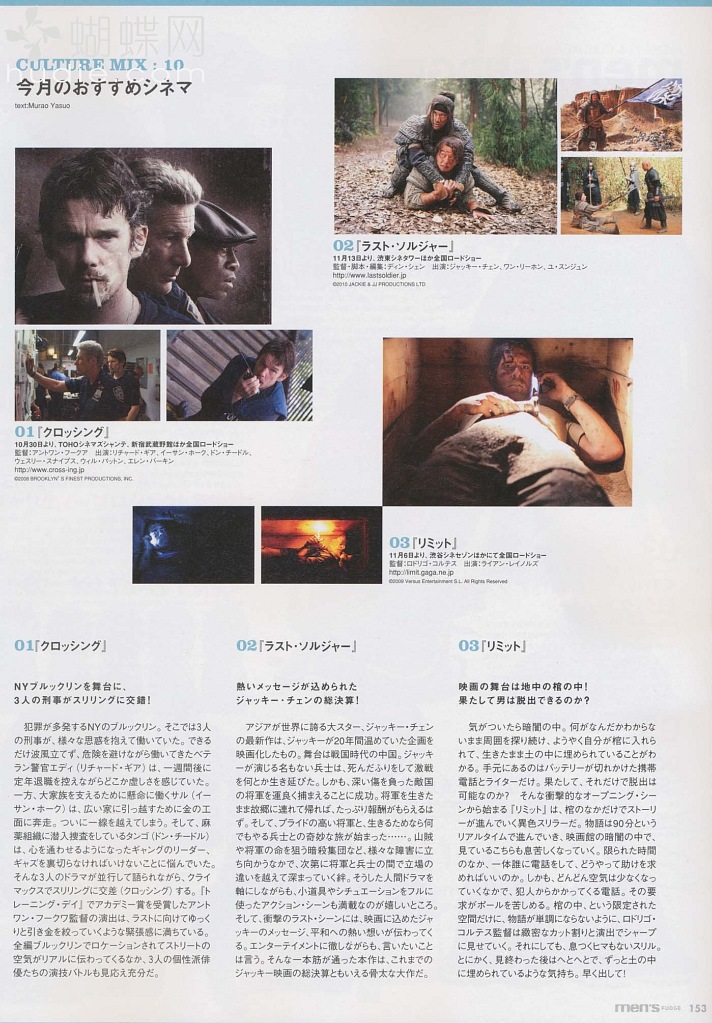 蝴蝶网
CULTURE MIX : 10
今月のおすすめシネマ
text:Murao Yasuo
02『ラスト・ソルジャー』
11月13日より、渋東シネタワーほか全国ロードショー
監督・脚本・編集:ディン・シェン 出演:ジャッキー・チェン、ワン・リーホン、ユ・スンジュン
http://www.lastsoldier.jp
©2010 JACKIE & JJ PRODUCTIONS LTD
01『クロッシング』
10月30日より、TOHOシネマズシャンテ、新宿武蔵野館ほか全国ロードショー
監督:アントワン・フークア 出演:リチャード・ギア、イーサン・ホーク、ドン・チードル、
ウェズリー・スナイプス、ウィル・パットン、エレン・バーキン
http://www.cross-ing.jp
©2008 BROOKLYN'S FINEST PRODUCTIONS, INC.
03『リミット』
11月6日より、渋谷シネセゾンほかにて全国ロードショー
監督:ロドリゴ・コルテス 出演:ライアン・レイノルズ
http://limit.gaga.ne.jp
©2009 Versus Entertainment S.L. All Rights Reserved
01『クロッシング』
NYブルックリンを舞台に、
3人の刑事がスリリングに交錯!
犯罪が多発するNYのブルックリン。そこでは3人
の刑事が、様々な思惑を抱えて働いていた。できる
だけ波風立てず、危険を避けながら働いてきたベテ
ラン警官エディ(リチャード・ギア)は、一週間後に
定年退職を控えながらどこか虚しさを感じていた。
一方、大家族を支えるために懸命に働くサル(イー
サン・ホーク)は、広い家に引っ越すために金の工
面に奔走。ついに一線を越えてしまう。そして、麻
薬組織に潜入捜査をしているタンゴ(ドン・チードル)
は、心を通わせるようになったギャングのリーダー、
ギャズを裏切らなければいけないことに悩んでいた。
そんな3人のドラマが並行して語られながら、クライ
マックスでスリリングに交差(クロッシング)する。『ト
レーニング・デイ』でアカデミー賞を受賞したアント
ワン・フークワ監督の演出は、ラストに向けてゆっく
りと引き金を絞っていくような緊張感に満ちている。
全編ブルックリンでロケーションされてストリートの
空気がリアルに伝わってくるなか、3人の個性派俳
優たちの演技バトルも見応え充分だ。
02『ラスト・ソルジャー』
熱いメッセージが込められた
ジャッキー・チェンの総決算!
アジアが世界に誇る大スター、ジャッキー・チェン
の最新作は、ジャッキーが20年間温めていた企画を
映画化したもの。舞台は戦国時代の中国。ジャッキ
ーが演じる名もない兵士は、死んだふりをして激戦
を何とか生き延びた。しかも、深い傷を負った敵国
の将軍を運良く捕まえることに成功。将軍を生きた
まま故郷に連れて帰れば、たっぷり報酬がもらえるは
ず。そして、プライドの高い将軍と、生きるためなら何
でもやる兵士との奇妙な旅が始まった……。山賊
や将軍の命を狙う暗殺集団など、様々な障害に立
ち向かうなかで、次第に将軍と兵士の間で立場の
違いを越えて深まっていく絆。そうした人間ドラマを
軸にしながらも、小道具やシチュエーションをフルに
使ったアクション・シーンも満載なのが嬉しいところ。
そして、衝撃的なラスト・シーンには、映画に込めたジャ
ッキーのメッセージ、平和への熱い想いが伝わってく
る。エンターテイメントに徹しながらも、言いたいこと
は言う。そんな一本筋が通った本作は、これまでの
ジャッキー映画の総決算ともいえる骨太な大作だ。
03『リミット』
映画の舞台は地中の棺の中!
果たして男は脱出できるのか?
気がついたら暗闇の中。何がなんだかわからな
いまま周囲を探り続け、ようやく自分が棺に入れら
れて、生きたまま土の中に埋められていることがわ
かる。手元にあるのはバッテリーが切れかけた携帯
電話とライターだけ。果たして、それだけで脱出は
可能なのか? そんな衝撃的なオープニング・シー
ンから始まる『リミット』は、棺のなかだけでストーリ
ーが進んでいく異色スリラーだ。物語は90分という
リアルタイムで進んでいき、映画館の暗闇の中で、
見ているこちらも息苦しくなっていく。限られた時間
のなか、一体誰に電話をして、どうやって助けを求
めればいいのか。しかも、どんどん空気は少なくなっ
ていくなかで、犯人からかかってくる電話。その要
求がポールを苦しめる。棺の中、という限定された
空間だけに、物語が単調にならないように、ロドリゴ・
コルテス監督は緻密なカット割りと演出でシャープ
に見せていく。それにしても、息つくヒマもないスリル。
とにかく、見終わった後はへとへとで、ずっと土の中
に埋められているような気持ち。早く出して!
men's FUDGE 153